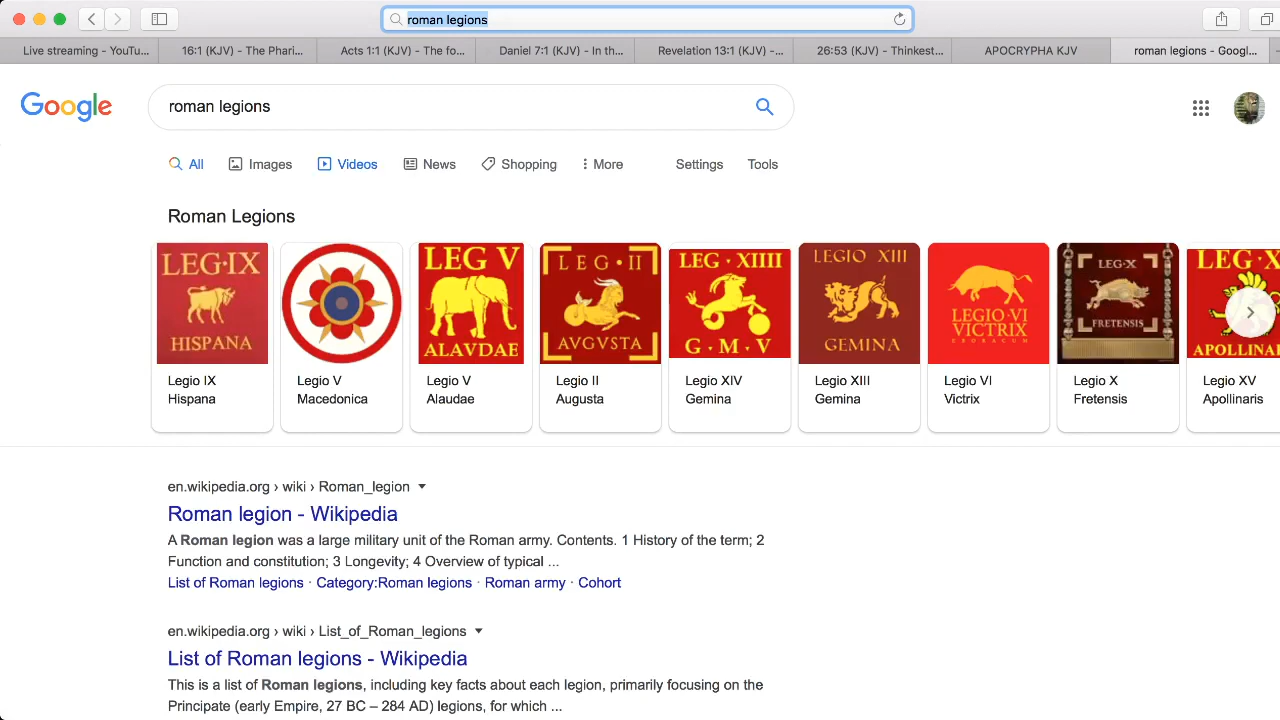 roman legions
Live streaming - YouTu...
16:1 (KJV) - The Phari...
Acts 1:1 (KJV) - The fo...
Daniel 7:1 (KJV) - In th...
Revelation 13:1 (KJV) -...
26:53 (KJV) - Thinkest...
APOCRYPHA KJV
roman legions - Googl...
Google
roman legions
All
Images
Videos
News
Shopping
More
Settings
Tools
Roman Legions
LEG·IX
HISPANA
LEG V
ALAVDAE
LEG·II
AVGVSTA
LEG·XIIII
G·M·V
LEGIO XIII
GEMINA
LEGIO·VI
VICTRIX
EBORACUM
LEG·X
FRETENSIS
Legio IX
Hispana
Legio V
Macedonica
Legio V
Alaudae
Legio II
Augusta
Legio XIV
Gemina
Legio XIII
Gemina
Legio VI
Victrix
Legio X
Fretensis
Legio XV
Apollinaris
en.wikipedia.org › wiki › Roman_legion
Roman legion - Wikipedia
A Roman legion was a large military unit of the Roman army. Contents. 1 History of the term; 2
Function and constitution; 3 Longevity; 4 Overview of typical ...
List of Roman legions · Category:Roman legions · Roman army · Cohort
en.wikipedia.org › wiki › List_of_Roman_legions
List of Roman legions - Wikipedia
This is a list of Roman legions, including key facts about each legion, primarily focusing on the
Principate (early Empire, 27 BC – 284 AD) legions, for which ...